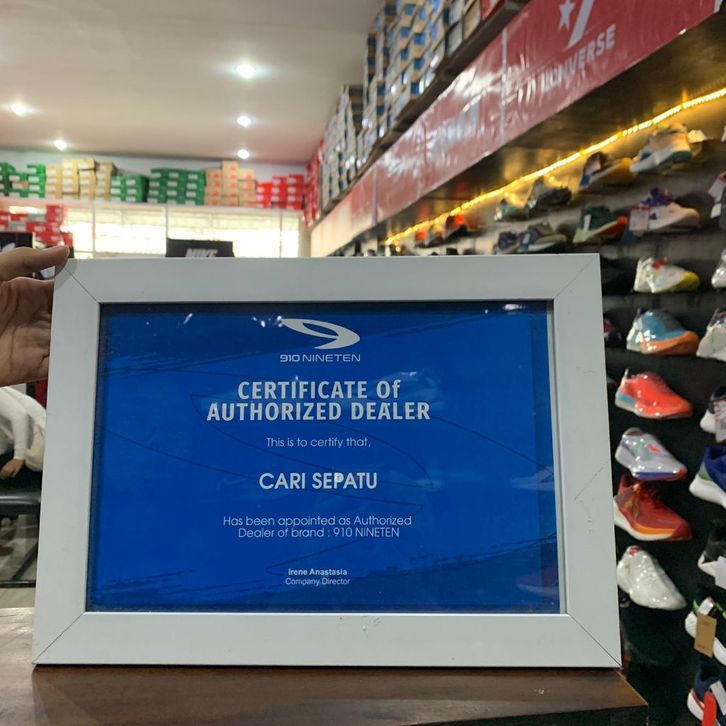 CONVERSE
NIKE
910 NINETEN
CERTIFICATE Of
AUTHORIZED DEALER
This is to certify that,
CARI SEPATU
Has been appointed as Authorized
Dealer of brand : 910 NINETEN
Irene Anastasia
Company Director